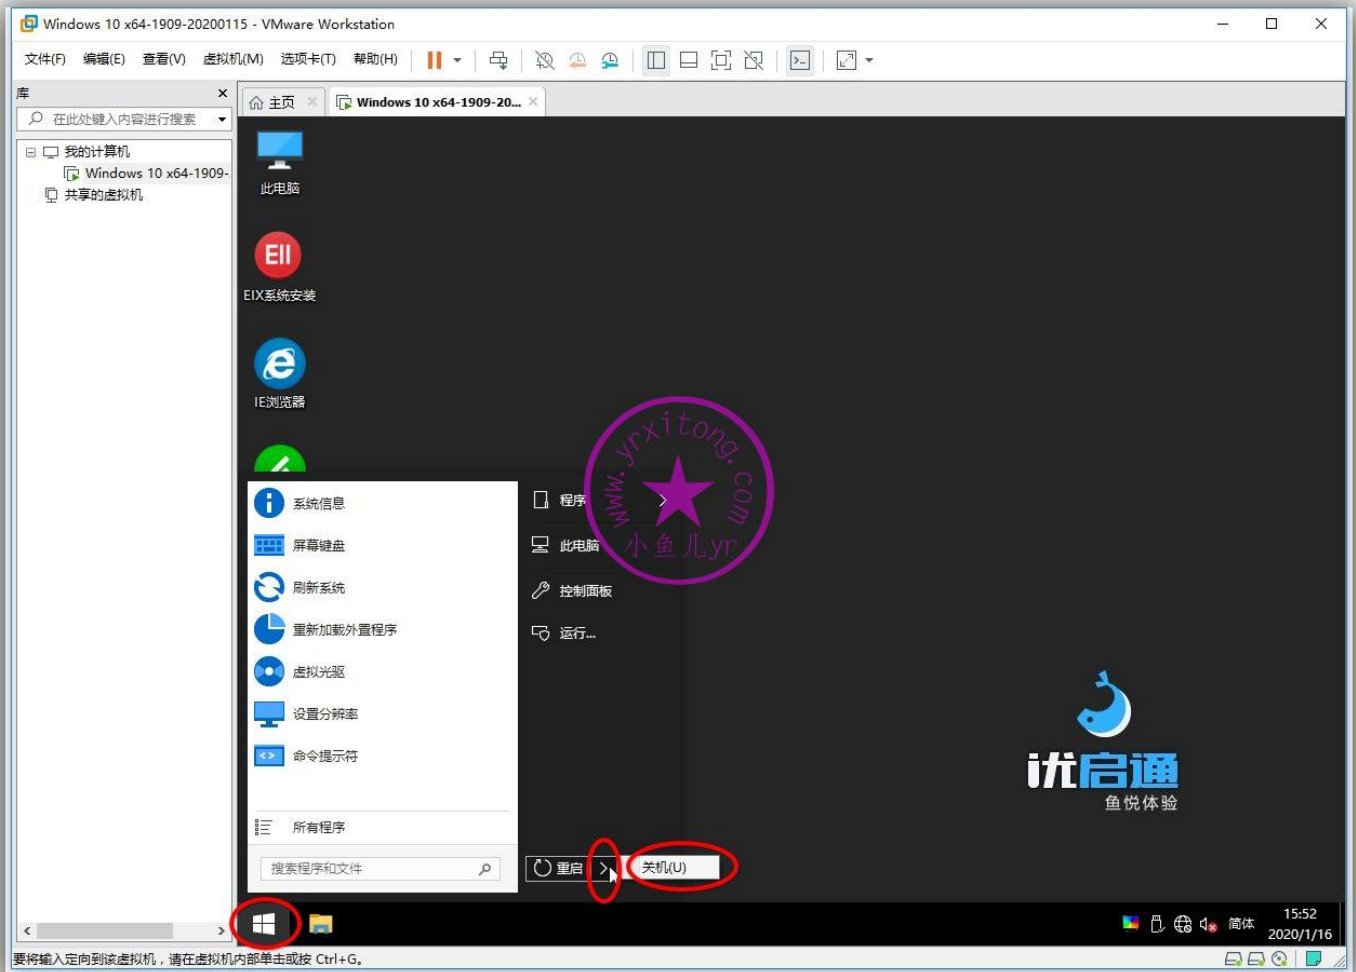 Windows 10 x64-1909-20200115 - VMware Workstation
文件(F) 编辑(E) 查看(V) 虚拟机(M) 选项卡(T) 帮助(H)
库
主页
Windows 10 x64-1909-20...
在此处键入内容进行搜索
我的计算机
Windows 10 x64-1909-
共享的虚拟机
此电脑
EII
EIX系统安装
IE浏览器
www.yrxitong.com
小鱼儿yr
系统信息
屏幕键盘
刷新系统
重新加载外置程序
虚拟光驱
设置分辨率
命令提示符
所有程序
搜索程序和文件
程序
此电脑
控制面板
运行...
重启
关机(U)
优启通
鱼悦体验
简体
15:52
2020/1/16
要将输入定向到该虚拟机，请在虚拟机内部单击或按 Ctrl+G。